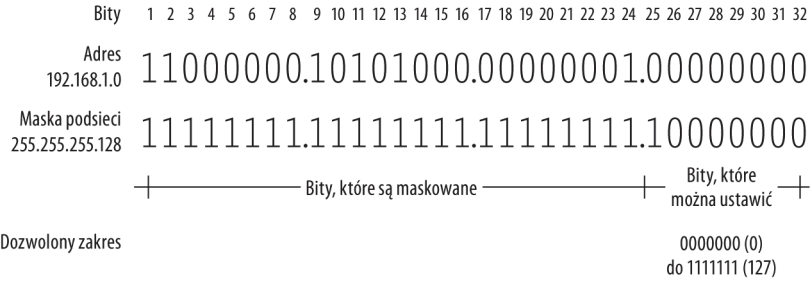 Bity 1 2 3 4 5 6 7 8 9 10 11 12 13 14 15 16 17 18 19 20 21 22 23 24 25 26 27 28 29 30 31 32
Adres
192.168.1.0
11000000.10101000.00000001.00000000
Maska podsieci
255.255.255.128
11111111.11111111.11111111.10000000
Bity, które są maskowane
Bity, które
można ustawić
Dozwolony zakres
0000000 (0)
do 1111111 (127)